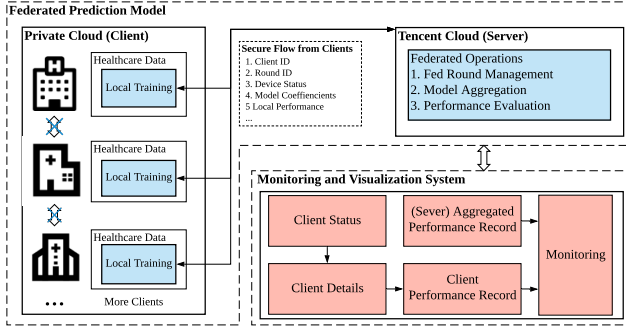 Federated Prediction Model
Private Cloud (Client)
Healthcare Data
Local Training
Healthcare Data
Local Training
Healthcare Data
Local Training
...
More Clients
Secure Flow from Clients
1. Client ID
2. Round ID
3. Device Status
4. Model Coeffiencients
5 Local Performance
...
Tencent Cloud (Server)
Federated Operations
1. Fed Round Management
2. Model Aggregation
3. Performance Evaluation
Monitoring and Visualization System
Client Status
(Sever) Aggregated
Performance Record
Client Details
Client
Performance Record
Monitoring